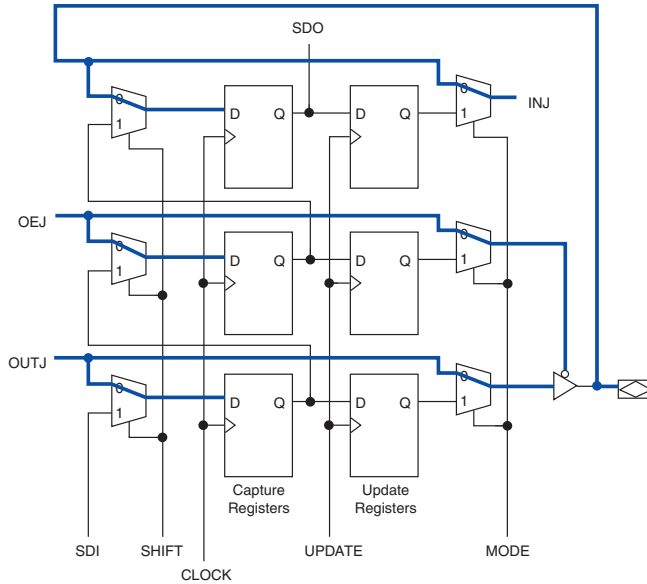 SDO
0
1
D Q
D Q
0
1
INJ
OEJ
0
1
D Q
D Q
0
1
OUTJ
0
1
D Q
D Q
0
1
Capture
Registers
Update
Registers
SDI
SHIFT
CLOCK
UPDATE
MODE